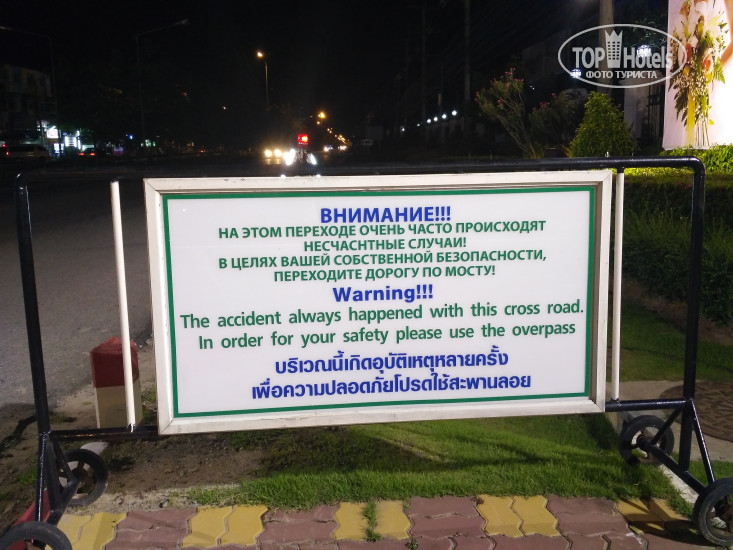 TOP Hotels
ФОТО ТУРИСТА
ВНИМАНИЕ!!!
НА ЭТОМ ПЕРЕХОДЕ ОЧЕНЬ ЧАСТО ПРОИСХОДЯТ
НЕСЧАСНТНЫЕ СЛУЧАИ!
В ЦЕЛЯХ ВАШЕЙ СОБСТВЕННОЙ БЕЗОПАСНОСТИ,
ПЕРЕХОДИТЕ ДОРОГУ ПО МОСТУ!
Warning!!!
The accident always happened with this cross road.
In order for your safety please use the overpass
บริเวณนี้เกิดอุบัติเหตุหลายครั้ง
เพื่อความปลอดภัยโปรดใช้สะพานลอย